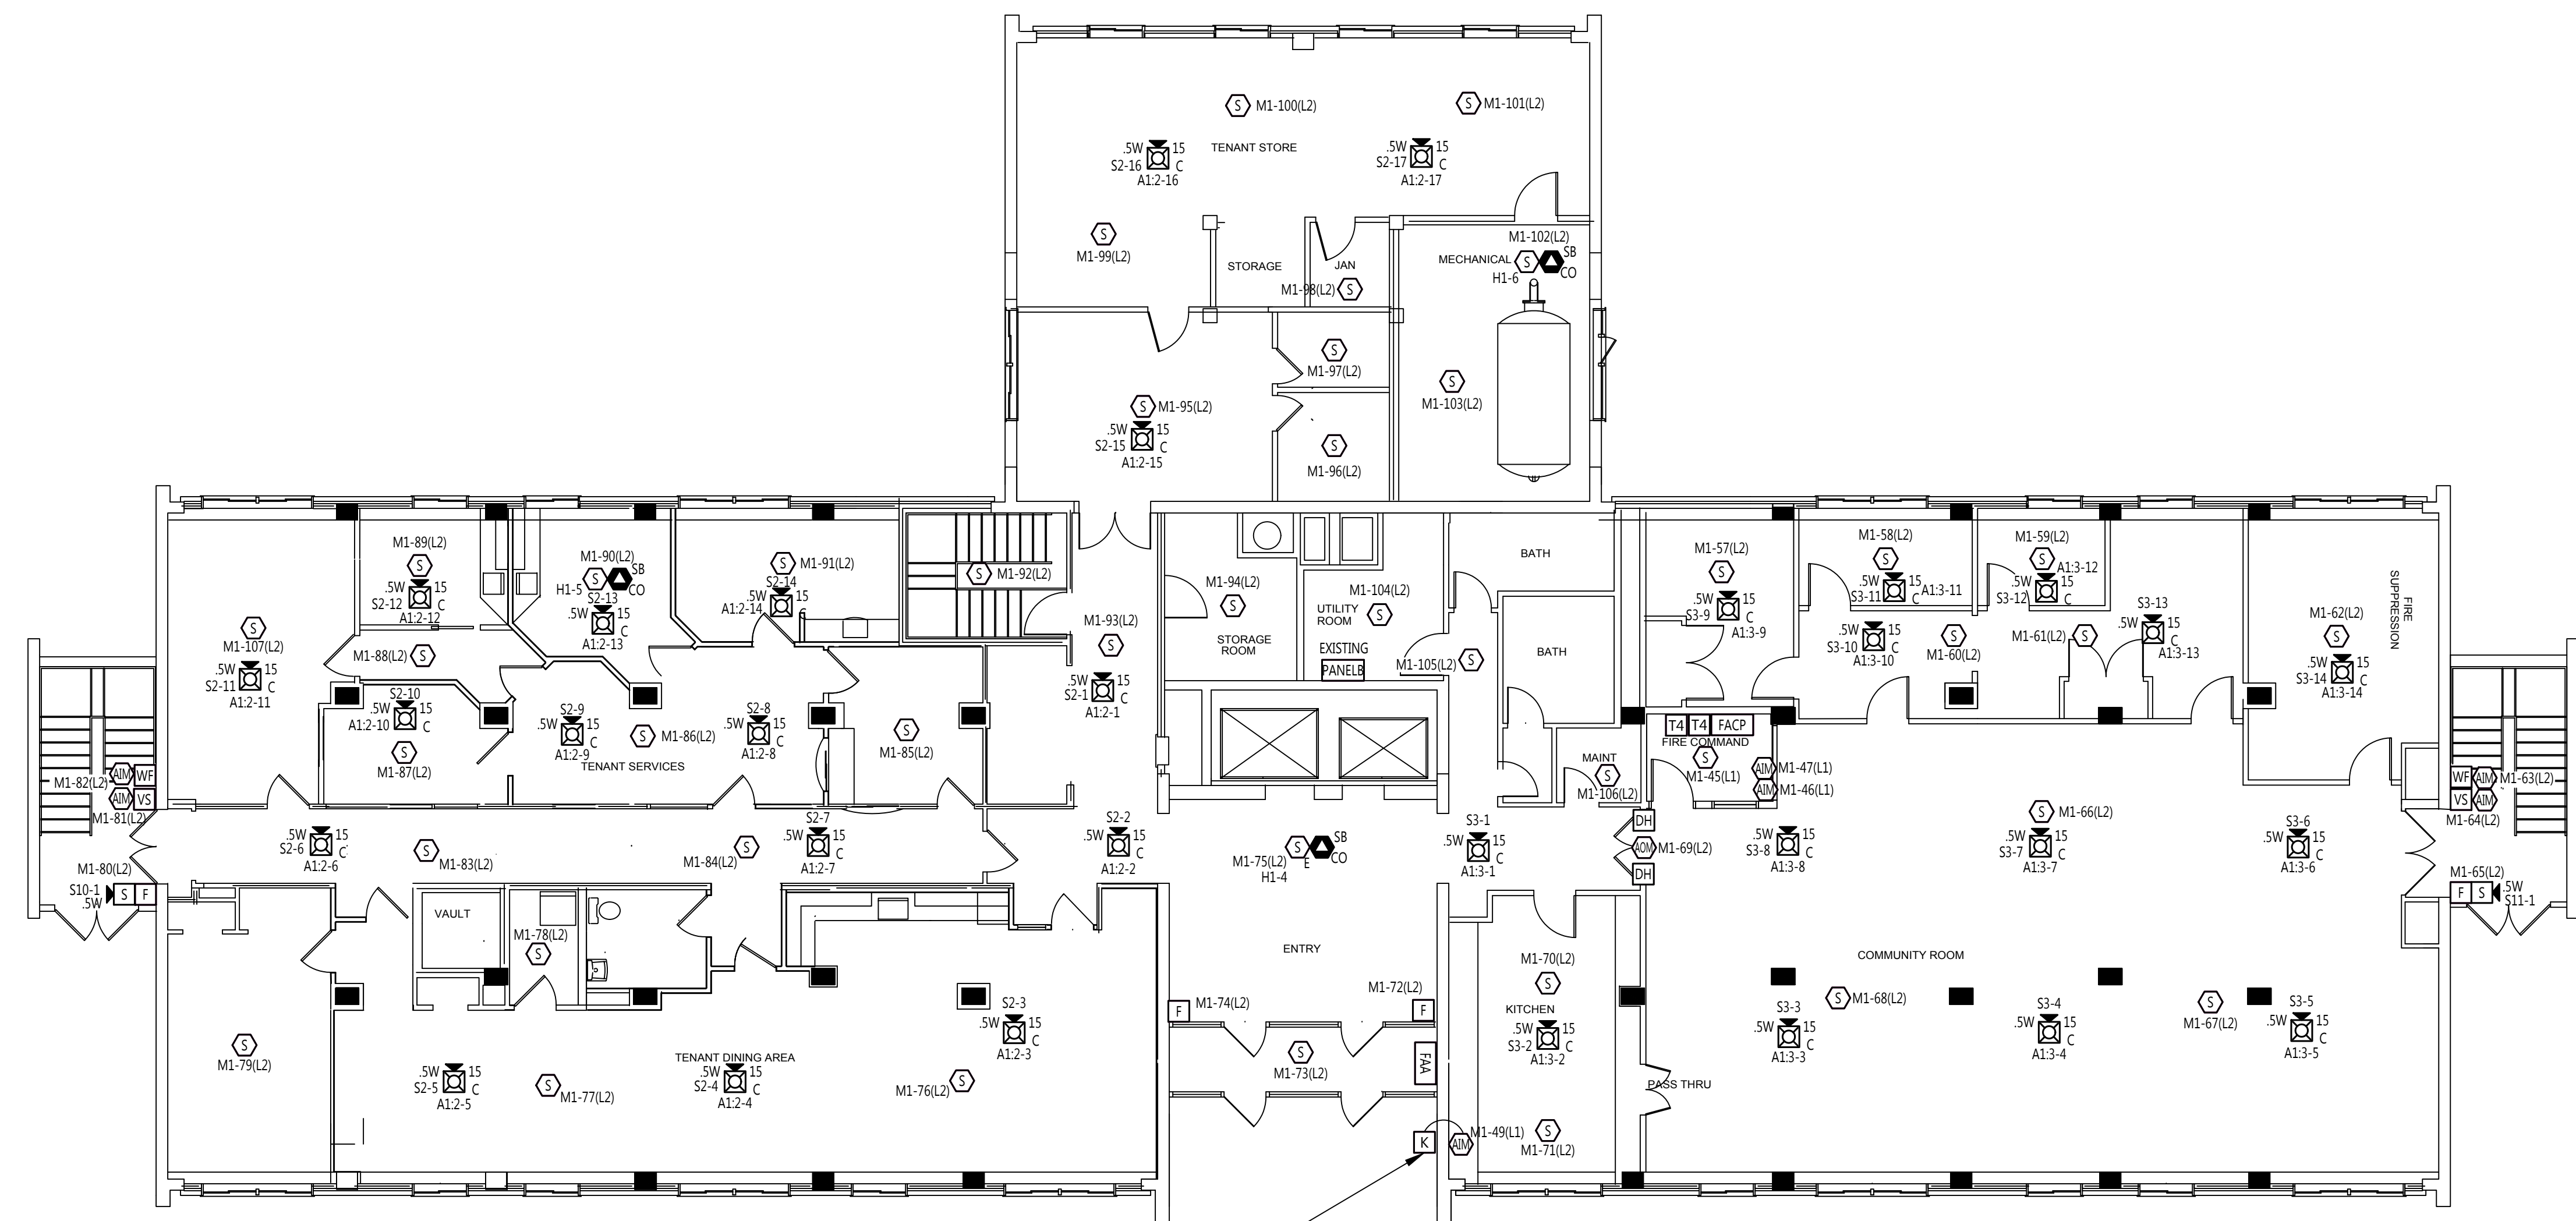 S M1-100(L2)
S M1-101(L2)
TENANT STORE
.5W 15
S2-16 C
A1:2-16
.5W 15
S2-17 C
A1:2-17
S
M1-99(L2)
STORAGE
JAN
M1-98(L2) S
M1-102(L2)
MECHANICAL S SB
H1-6 CO
S
M1-97(L2)
S
M1-103(L2)
S M1-95(L2)
.5W 15
S2-15 C
A1:2-15
S
M1-96(L2)
M1-89(L2)
S
.5W 15
S2-12 C
A1:2-12
M1-90(L2)
H1-5 S SB
CO
S2-13
.5W 15
C
A1:2-13
S M1-91(L2)
S2-14
.5W 15
A1:2-14 C
S M1-92(L2)
M1-93(L2)
S
.5W 15
S2-1 C
A1:2-1
M1-94(L2)
S
STORAGE
ROOM
M1-104(L2)
UTILITY
ROOM S
EXISTING
PANELB
M1-105(L2) S
BATH
BATH
M1-57(L2)
S
.5W 15
S3-9 C
A1:3-9
M1-58(L2)
S
.5W 15
S3-11 C A1:3-11
M1-59(L2)
S A1:3-12
.5W 15
S3-12 C
.5W 15
S3-10 C
A1:3-10
S
M1-60(L2)
M1-61(L2) S
S3-13
.5W 15
C
A1:3-13
M1-62(L2)
S
FIRE
SUPPRESSION
.5W 15
S3-14 C
A1:3-14
S
M1-107(L2)
.5W 15
S2-11 C
A1:2-11
M1-88(L2) S
S2-10
.5W 15
A1:2-10 C
S
M1-87(L2)
S2-9
.5W 15
C
A1:2-9
S M1-86(L2)
S2-8
.5W 15
C
A1:2-8
TENANT SERVICES
S
M1-85(L2)
MAINT
S
M1-106(L2)
T4 T4 FACP
FIRE COMMAND
S
M1-45(L1)
AIM M1-47(L1)
AIM M1-46(L1)
M1-82(L2) AIM WF
AIM VS
M1-81(L2)
WF AIM M1-63(L2)
VS AIM
M1-64(L2)
M1-80(L2)
S10-1 S F
.5W
.5W 15
S2-6 C
A1:2-6
S
M1-83(L2)
M1-84(L2) S
S2-7
.5W 15
C
A1:2-7
S2-2
.5W 15
C
A1:2-2
M1-75(L2) S SB
E CO
H1-4
S3-1
.5W 15
C
A1:3-1
DH
AOM M1-69(L2)
DH
.5W 15
S3-8 C
A1:3-8
S M1-66(L2)
.5W 15
S3-7 C
A1:3-7
S3-6
.5W 15
C
A1:3-6
M1-65(L2)
F S .5W
S11-1
VAULT
M1-78(L2)
S
ENTRY
COMMUNITY ROOM
M1-74(L2)
F
M1-72(L2)
F
M1-70(L2)
S
KITCHEN
.5W 15
S3-2 C
A1:3-2
S M1-68(L2)
S3-3
.5W 15
C
A1:3-3
S3-4
.5W 15
C
A1:3-4
S
M1-67(L2)
S3-5
.5W 15
C
A1:3-5
S
M1-79(L2)
S2-3
.5W 15
C
A1:2-3
S
M1-73(L2)
FAA
TENANT DINING AREA
.5W 15
S2-5 C
A1:2-5
S
M1-77(L2)
.5W 15
S2-4 C
A1:2-4
M1-76(L2) S
PASS THRU
K
AIM M1-49(L1)
S
M1-71(L2)